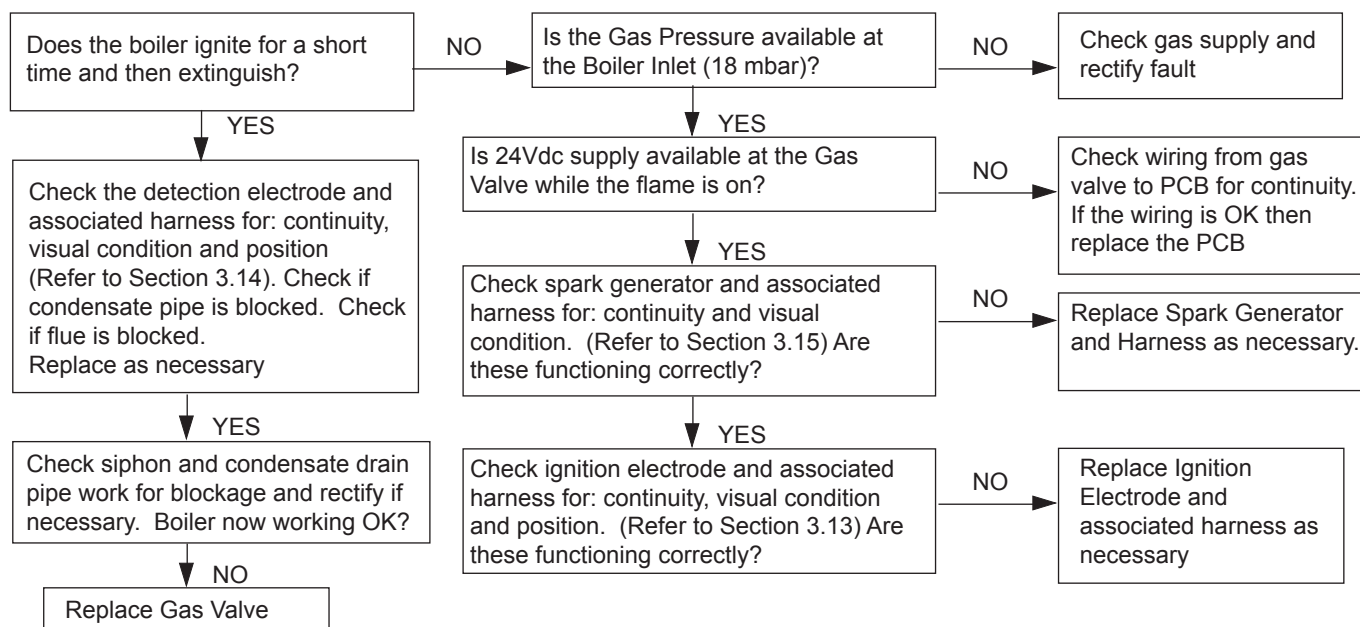 Does the boiler ignite for a short
time and then extinguish?
NO
Is the Gas Pressure available at
the Boiler Inlet (18 mbar)?
NO
Check gas supply and
rectify fault
YES
Check the detection electrode and
associated harness for: continuity,
visual condition and position
(Refer to Section 3.14). Check if
condensate pipe is blocked.  Check
if flue is blocked.
Replace as necessary
YES
Check siphon and condensate drain
pipe work for blockage and rectify if
necessary.  Boiler now working OK?
NO
Replace Gas Valve
YES
Is 24Vdc supply available at the Gas
Valve while the flame is on?
NO
Check wiring from gas
valve to PCB for continuity.
If the wiring is OK then
replace the PCB
YES
Check spark generator and associated
harness for: continuity and visual
condition.  (Refer to Section 3.15) Are
these functioning correctly?
NO
Replace Spark Generator
and Harness as necessary.
YES
Check ignition electrode and associated
harness for: continuity, visual condition
and position.  (Refer to Section 3.13) Are
these functioning correctly?
NO
Replace Ignition
Electrode and
associated harness as
necessary